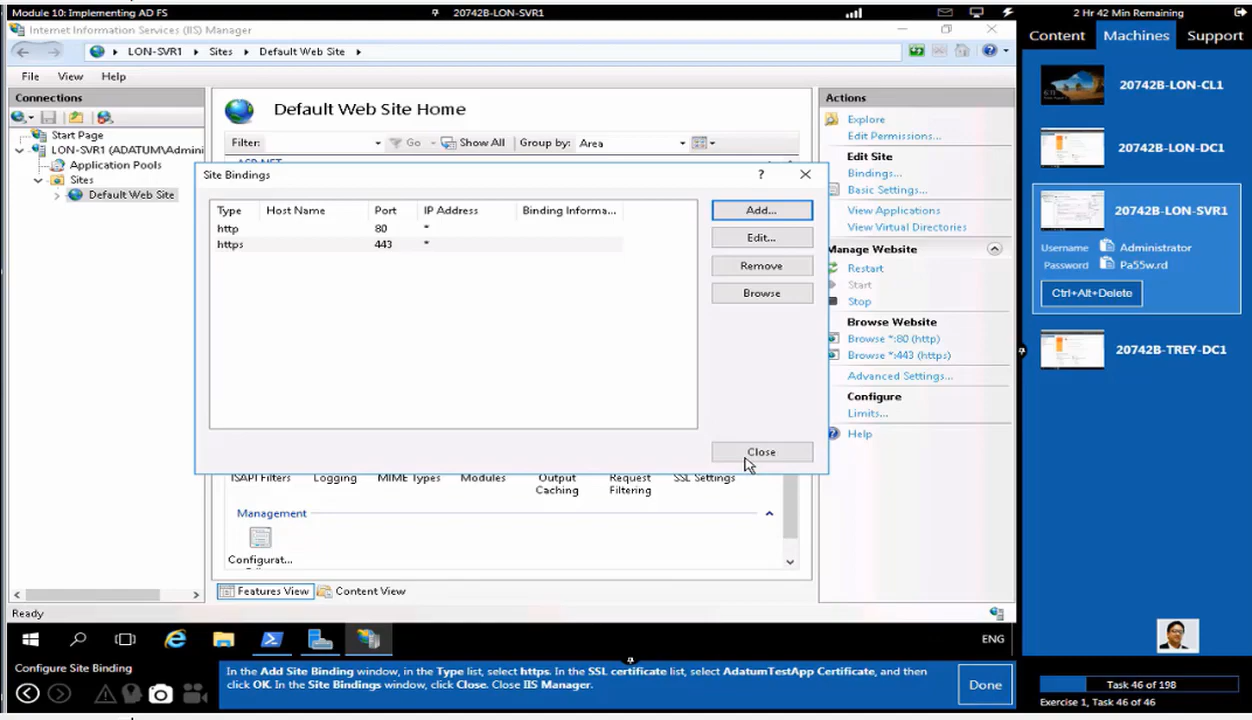 Module 10: Implementing AD FS
20742B-LON-SVR1
2 Hr 42 Min Remaining
Internet Information Services (IIS) Manager
LON-SVR1
Sites
Default Web Site
File
View
Help
Connections
Start Page
LON-SVR1 (ADATUM\Admini
Application Pools
Sites
Default Web Site
Default Web Site Home
Filter:
Go
Show All
Group by:
Area
Site Bindings
?
Type
Host Name
Port
IP Address
Binding Informa...
http
80
*
https
443
*
Add...
Edit...
Remove
Browse
Close
ISAPI Filters
Logging
MIME Types
Modules
Output
Caching
Request
Filtering
SSL Settings
Management
Configurat...
Features View
Content View
Actions
Explore
Edit Permissions...
Edit Site
Bindings...
Basic Settings...
View Applications
View Virtual Directories
Manage Website
Restart
Start
Stop
Browse Website
Browse *:80 (http)
Browse *:443 (https)
Advanced Settings...
Configure
Limits...
Help
Ready
Content
Machines
Support
20742B-LON-CL1
20742B-LON-DC1
20742B-LON-SVR1
Username
Administrator
Password
Pa55w.rd
Ctrl+Alt+Delete
20742B-TREY-DC1
ENG
Configure Site Binding
In the Add Site Binding window, in the Type list, select https. In the SSL certificate list, select AdatumTestApp Certificate, and then
click OK. In the Site Bindings window, click Close. Close IIS Manager.
Done
Task 46 of 198
Exercise 1, Task 46 of 46